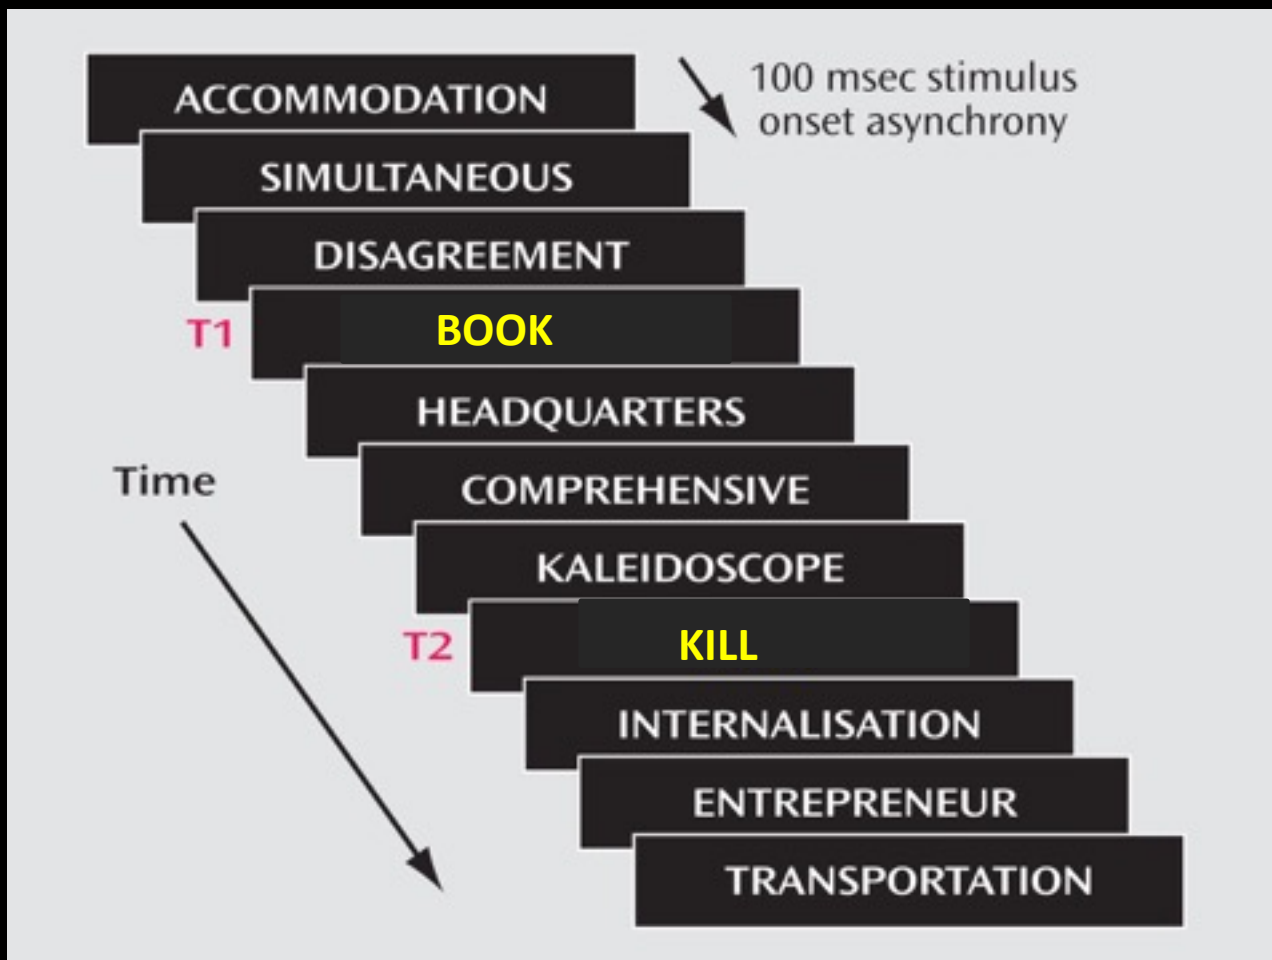 ACCOMMODATION
100 msec stimulus
onset asynchrony
SIMULTANEOUS
DISAGREEMENT
T1
BOOK
HEADQUARTERS
Time
COMPREHENSIVE
KALEIDOSCOPE
T2
KILL
INTERNALISATION
ENTREPRENEUR
TRANSPORTATION